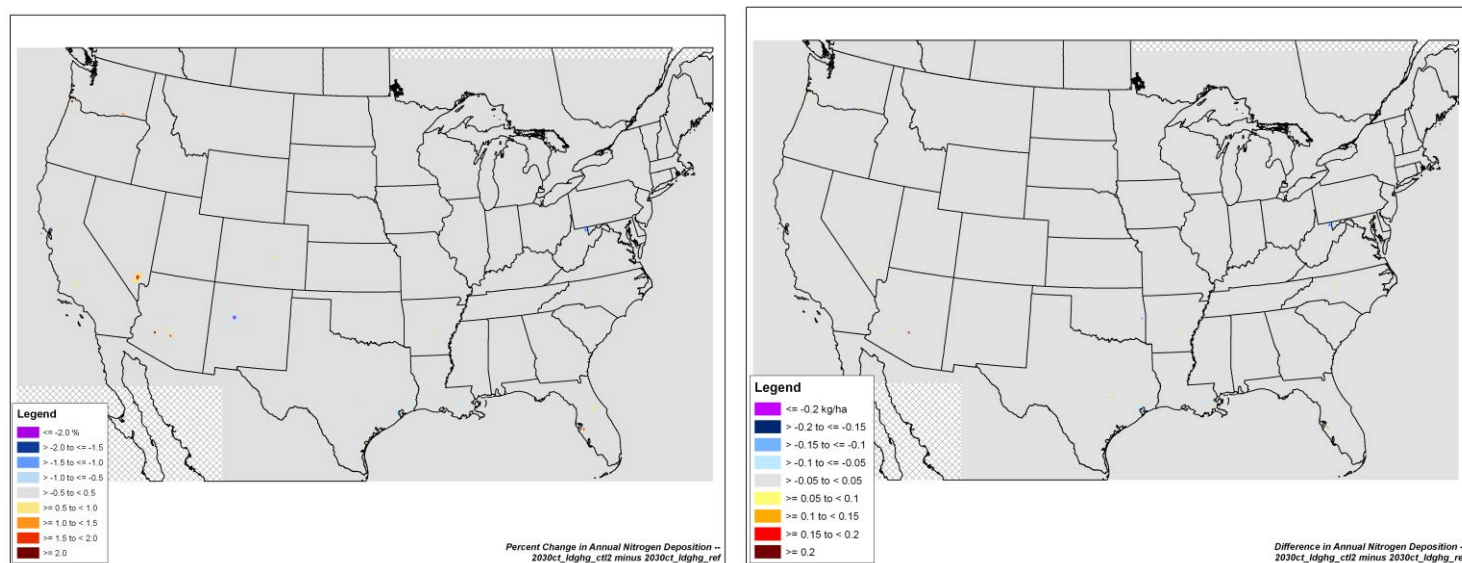 Legend
<= -2.0 %
> -2.0 to <= -1.5
> -1.5 to <= -1.0
> -1.0 to <= -0.5
> -0.5 to < 0.5
>= 0.5 to < 1.0
>= 1.0 to < 1.5
>= 1.5 to < 2.0
>= 2.0
Percent Change in Annual Nitrogen Deposition --
2030ct_ldghg_ctl2 minus 2030ct_ldghg_ref
Legend
<= -0.2 kg/ha
> -0.2 to <= -0.15
> -0.15 to <= -0.1
> -0.1 to <= -0.05
> -0.05 to < 0.05
>= 0.05 to < 0.1
>= 0.1 to < 0.15
>= 0.15 to < 0.2
>= 0.2
Difference in Annual Nitrogen Deposition -
2030ct_ldghg_ctl2 minus 2030ct_ldghg_re